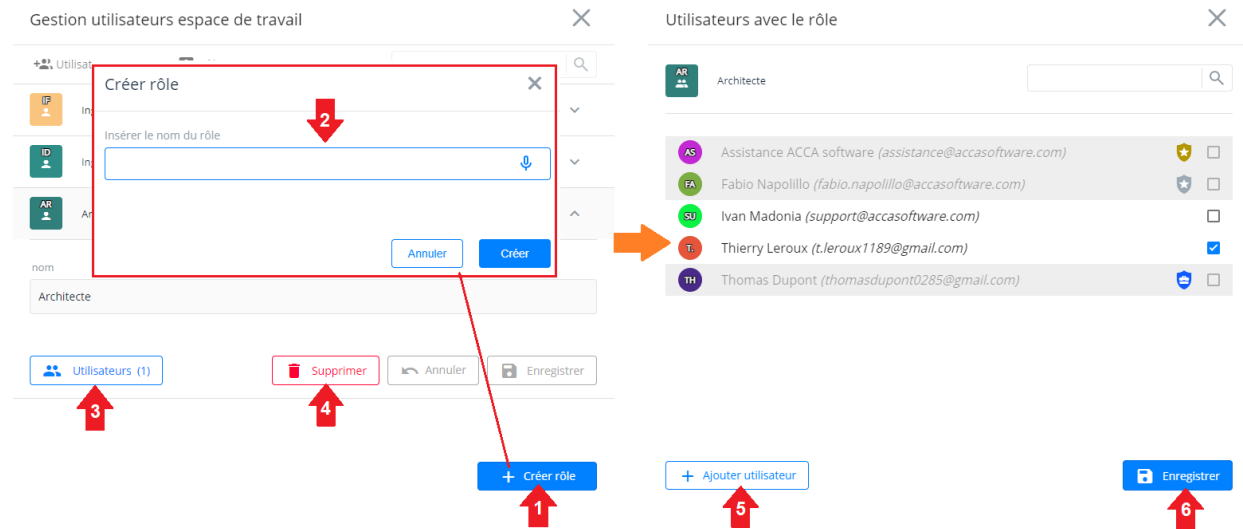 Gestion utilisateurs espace de travail
Utilisat
IF
In
ID
In
AR
Ar
Créer rôle
2
Insérer le nom du rôle
Annuler
Créer
nom
Architecte
Utilisateurs (1)
Supprimer
Annuler
Enregistrer
3
4
+ Créer rôle
1
Utilisateurs avec le rôle
AR
Architecte
AS
Assistance ACCA software (assistance@accasoftware.com)
FA
Fabio Napolillo (fabio.napolillo@accasoftware.com)
SU
Ivan Madonia (support@accasoftware.com)
T.
Thierry Leroux (t.leroux1189@gmail.com)
TH
Thomas Dupont (thomasdupont0285@gmail.com)
+ Ajouter utilisateur
Enregistrer
5
6